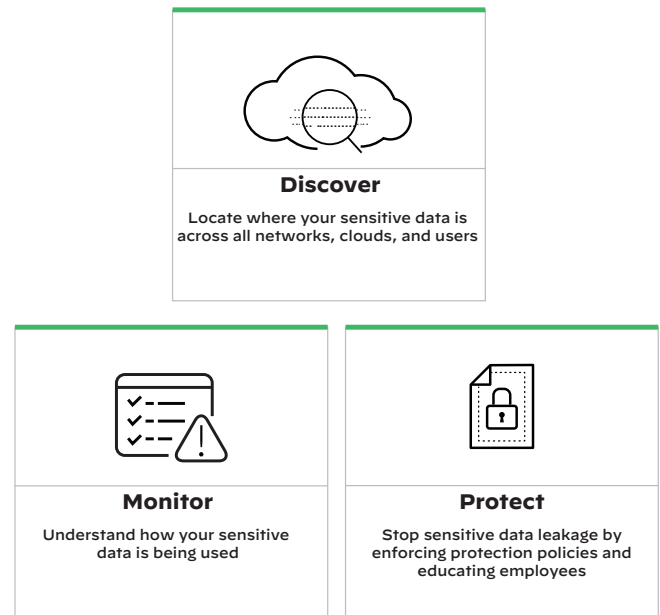 Discover
Locate where your sensitive data is
across all networks, clouds, and users
Monitor
Understand how your sensitive
data is being used
Protect
Stop sensitive data leakage by
enforcing protection policies and
educating employees